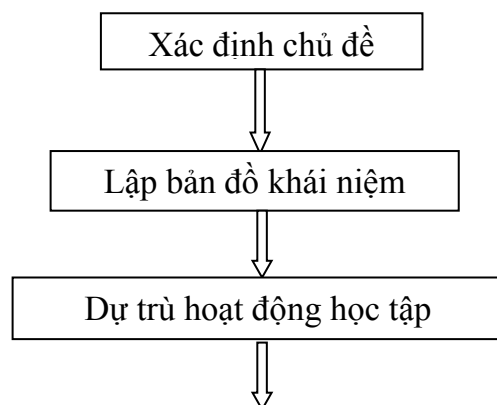 Xác định chủ đề
Lập bản đồ khái niệm
Dự trù hoạt động học tập